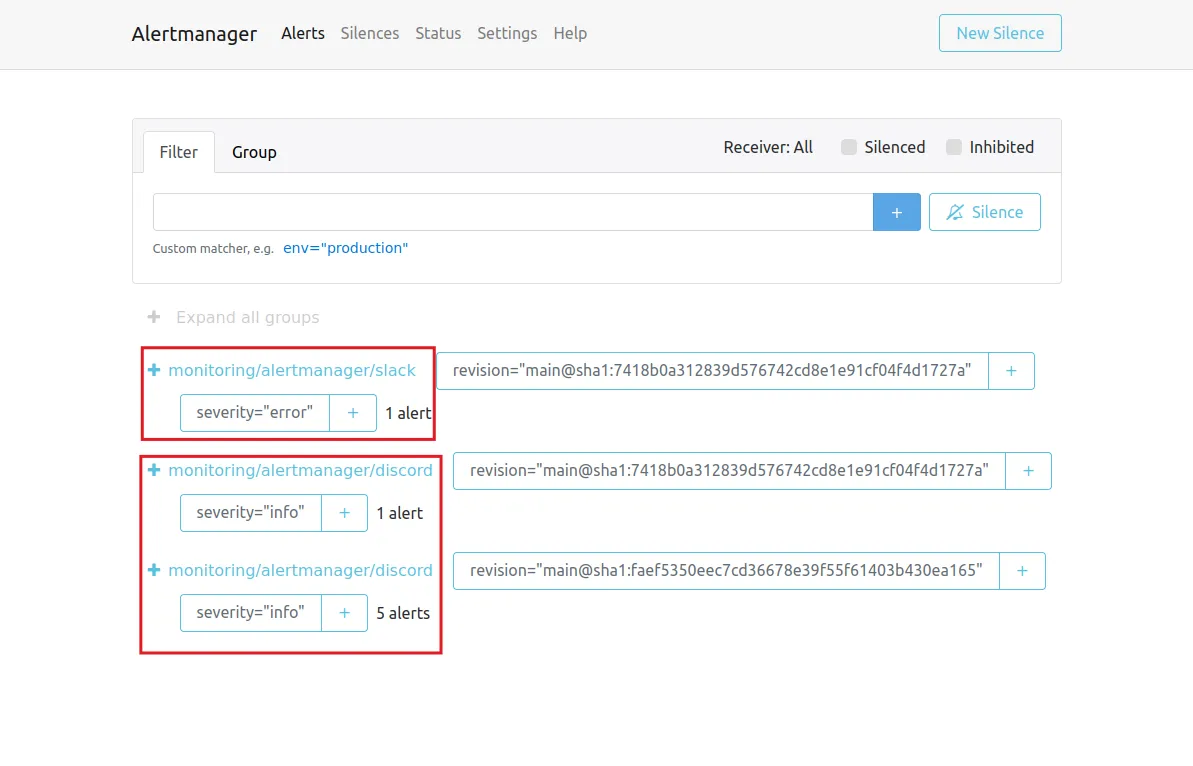 Alertmanager Alerts Silences Status Settings Help New Silence
Filter Group Receiver: All Silenced Inhibited
+ Silence
Custom matcher, e.g. env="production"
+ Expand all groups
+ monitoring/alertmanager/slack revision="main@sha1:7418b0a312839d576742cd8e1e91cf04f4d1727a" +
severity="error" + 1 alert
+ monitoring/alertmanager/discord revision="main@sha1:7418b0a312839d576742cd8e1e91cf04f4d1727a" +
severity="info" + 1 alert
+ monitoring/alertmanager/discord revision="main@sha1:faef5350eec7cd36678e39f55f61403b430ea165" +
severity="info" + 5 alerts